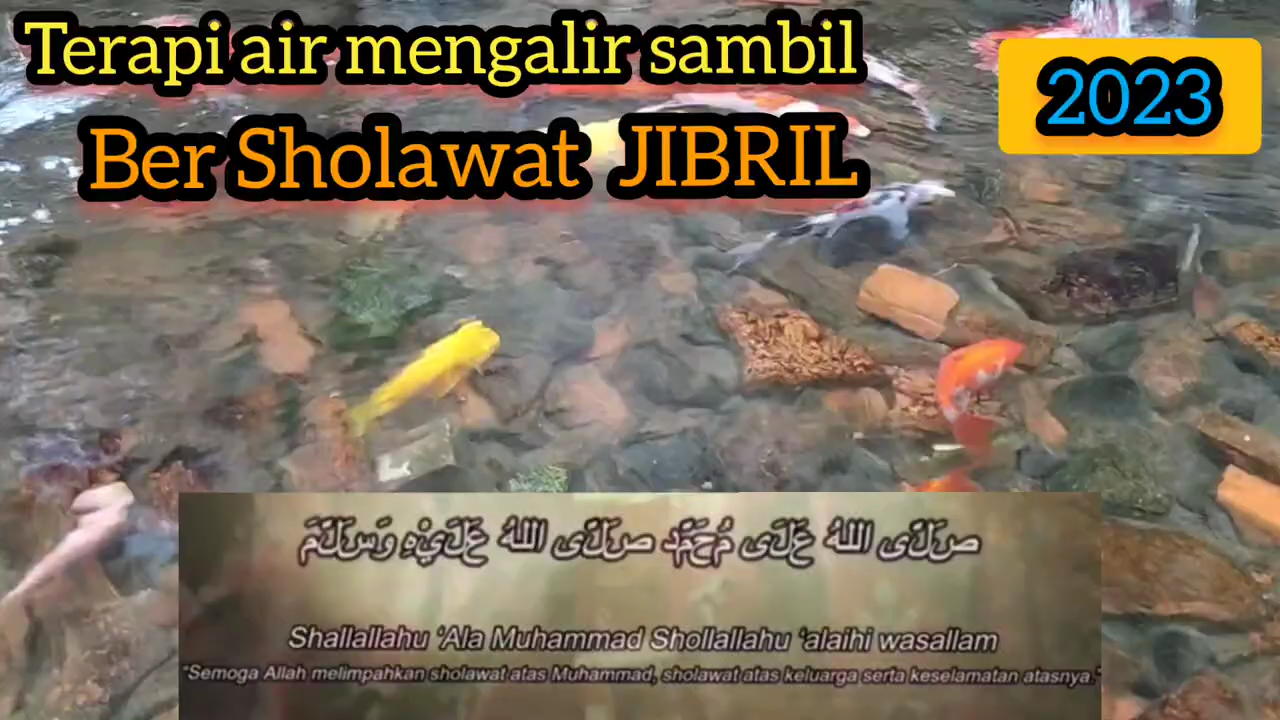 Terapi air mengalir sambil
Ber Sholawat JIBRIL
2023
صَلَّى اللهُ عَلَى مُحَمَّد صَلَّى اللهُ عَلَيْهِ وَسَلَّمَ
Shallallahu ‘Ala Muhammad Shollallahu ‘alaihi wasallam
"Semoga Allah melimpahkan sholawat atas Muhammad, sholawat atas keluarga serta keselamatan atasnya."